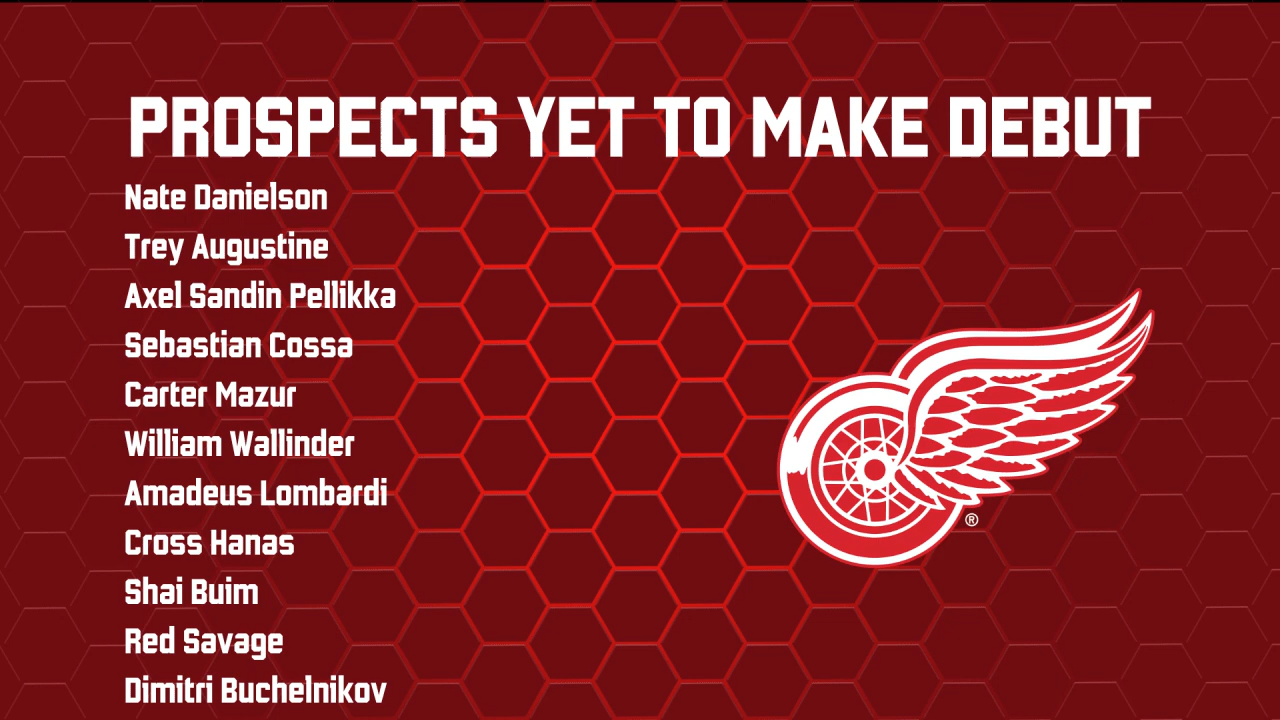 PROSPECTS YET TO MAKE DEBUT
Nate Danielson
Trey Augustine
Axel Sandin Pellikka
Sebastian Cossa
Carter Mazur
William Wallinder
Amadeus Lombardi
Cross Hanas
Shai Buim
Red Savage
Dimitri Buchelnikov
®